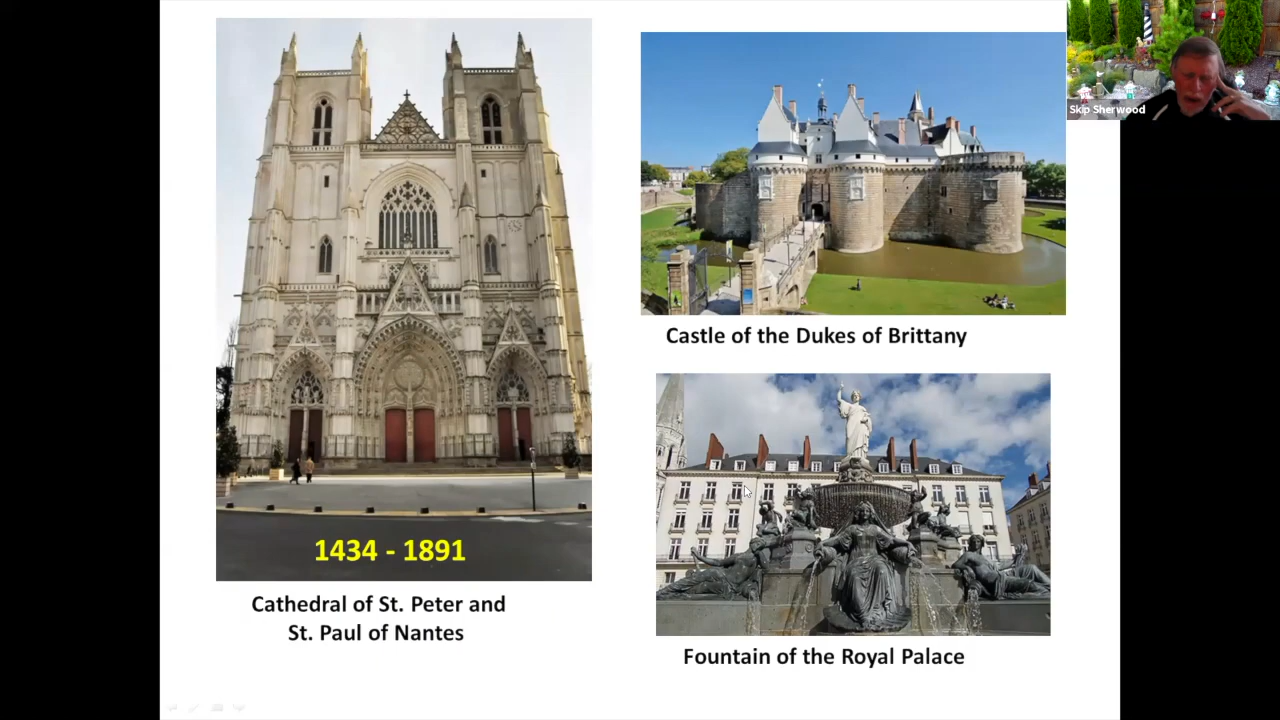 1434 - 1891
Cathedral of St. Peter and
St. Paul of Nantes
Castle of the Dukes of Brittany
Fountain of the Royal Palace
Skip Sherwood